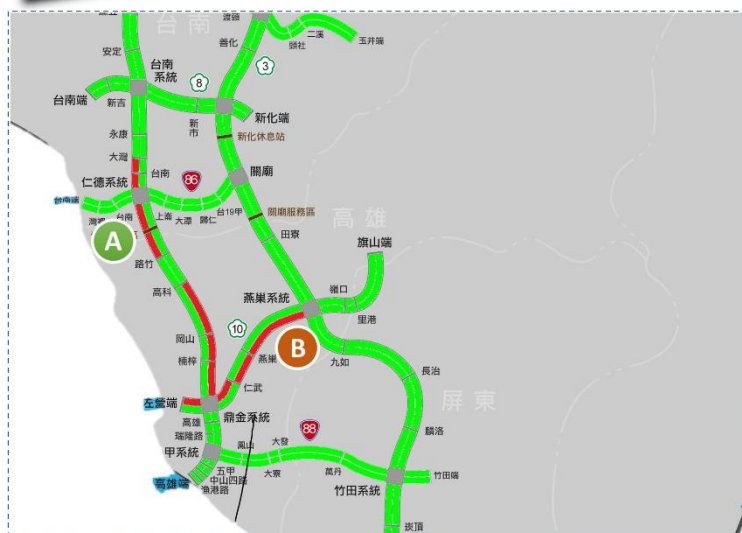 渡頭
台南
善化
頭社
二溪
玉井端
安定
3
台南
系統
8
台南端
新吉
新市
新化端
永康
新化休息站
大灣
台南
關廟
仁德系統
86
台南端
灣裡
台南
上崙
大潭
歸仁
台19甲
關廟服務區
高雄
A
田寮
旗山端
路竹
高科
燕巢系統
嶺口
里港
10
岡山
B
楠梓
燕巢
九如
長治
仁武
屏東
左營端
鼎金系統
88
高雄
麟洛
瑞隆路
鳳山
大發
甲系統
五甲
大寮
萬丹
竹田端
中山四路
高雄端
漁港路
竹田系統
崁頂